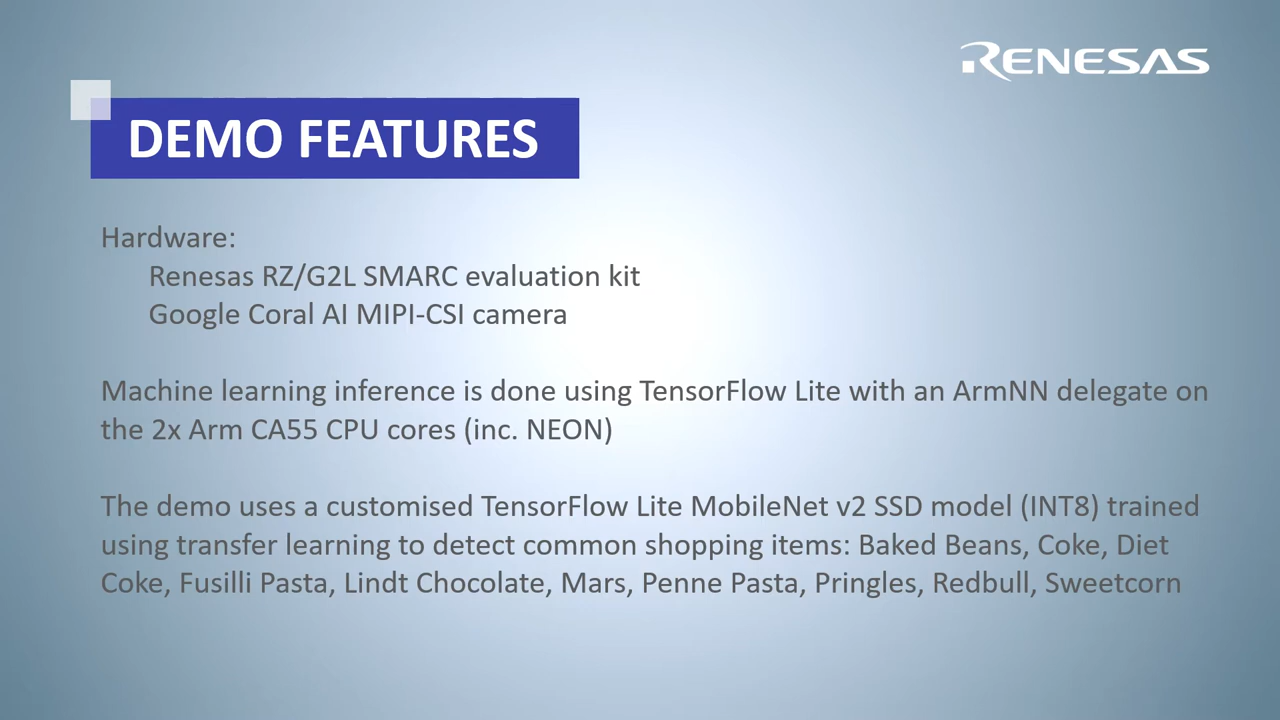 RENESAS
DEMO FEATURES
Hardware:
Renesas RZ/G2L SMARC evaluation kit
Google Coral AI MIPI-CSI camera
Machine learning inference is done using TensorFlow Lite with an ArmNN delegate on
the 2x Arm CA55 CPU cores (inc. NEON)
The demo uses a customised TensorFlow Lite MobileNet v2 SSD model (INT8) trained
using transfer learning to detect common shopping items: Baked Beans, Coke, Diet
Coke, Fusilli Pasta, Lindt Chocolate, Mars, Penne Pasta, Pringles, Redbull, Sweetcorn